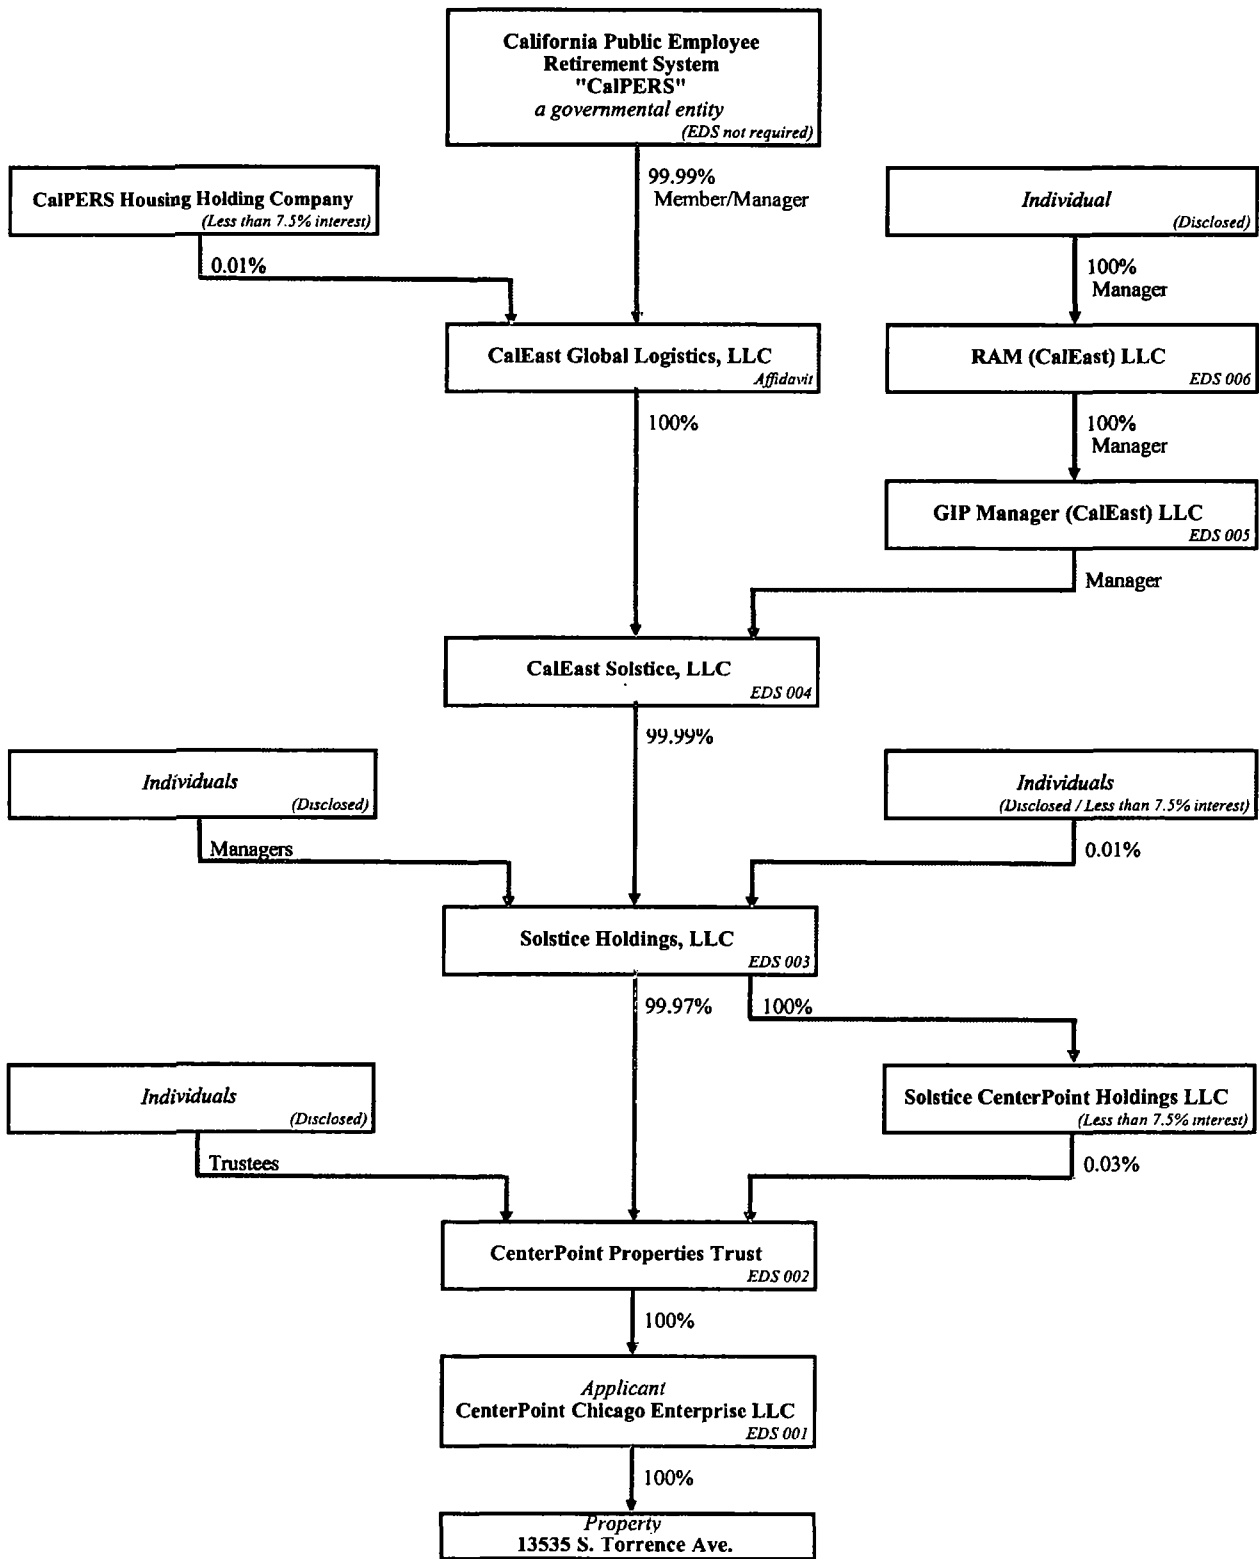 California Public Employee
Retirement System
"CalPERS"
a governmental entity
(EDS not required)
99.99%
Member/Manager
CalPERS Housing Holding Company
(Less than 7.5% interest)
0.01%
Individual
(Disclosed)
100%
Manager
CalEast Global Logistics, LLC
Affidavit
RAM (CalEast) LLC
EDS 006
100%
100%
Manager
GIP Manager (CalEast) LLC
EDS 005
Manager
CalEast Solstice, LLC
EDS 004
99.99%
Individuals
(Disclosed)
Managers
Individuals
(Disclosed / Less than 7.5% interest)
0.01%
Solstice Holdings, LLC
EDS 003
99.97%
100%
Individuals
(Disclosed)
Trustees
Solstice CenterPoint Holdings LLC
(Less than 7.5% interest)
0.03%
CenterPoint Properties Trust
EDS 002
100%
Applicant
CenterPoint Chicago Enterprise LLC
EDS 001
100%
Property
13535 S. Torrence Ave.